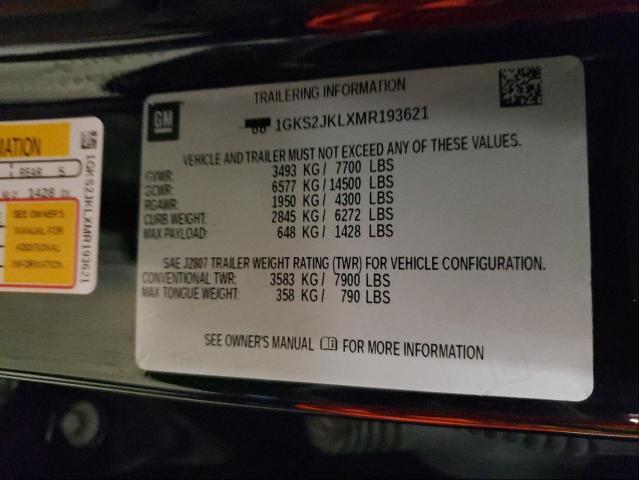 TRAILERING INFORMATION
GM
1GKS2JKLXMR193621
VEHICLE AND TRAILER MUST NOT EXCEED ANY OF THESE VALUES.
GVWR: 3493 KG/ 7700 LBS
GCWR: 6577 KG/14500 LBS
RGAWR: 1950 KG/ 4300 LBS
CURB WEIGHT: 2845 KG/ 6272 LBS
MAX PAYLOAD: 648 KG/ 1428 LBS
SAE J2807 TRAILER WEIGHT RATING (TWR) FOR VEHICLE CONFIGURATION.
CONVENTIONAL TWR: 3583 KG/ 7900 LBS
MAX TONGUE WEIGHT: 358 KG/ 790 LBS
SEE OWNER'S MANUAL FOR MORE INFORMATION
MATION
REAR 5
1428
SEE OWNER'S
MANUAL FOR
ADDITIONAL
INFORMATION
1GKS2JKLXMR193621